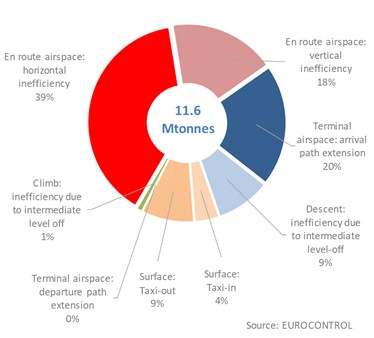 En route airspace:
horizontal
inefficiency
39%
En route airspace:
vertical
inefficiency
18%
11.6
Mtonnes
Terminal
airspace: arrival
path extension
20%
Climb:
inefficiency due
to intermediate
level off
1%
Descent:
inefficiency due
to intermediate
level-off
9%
Terminal airspace:
departure path
extension
0%
Surface:
Taxi-out
9%
Surface:
Taxi-in
4%
Source: EUROCONTROL